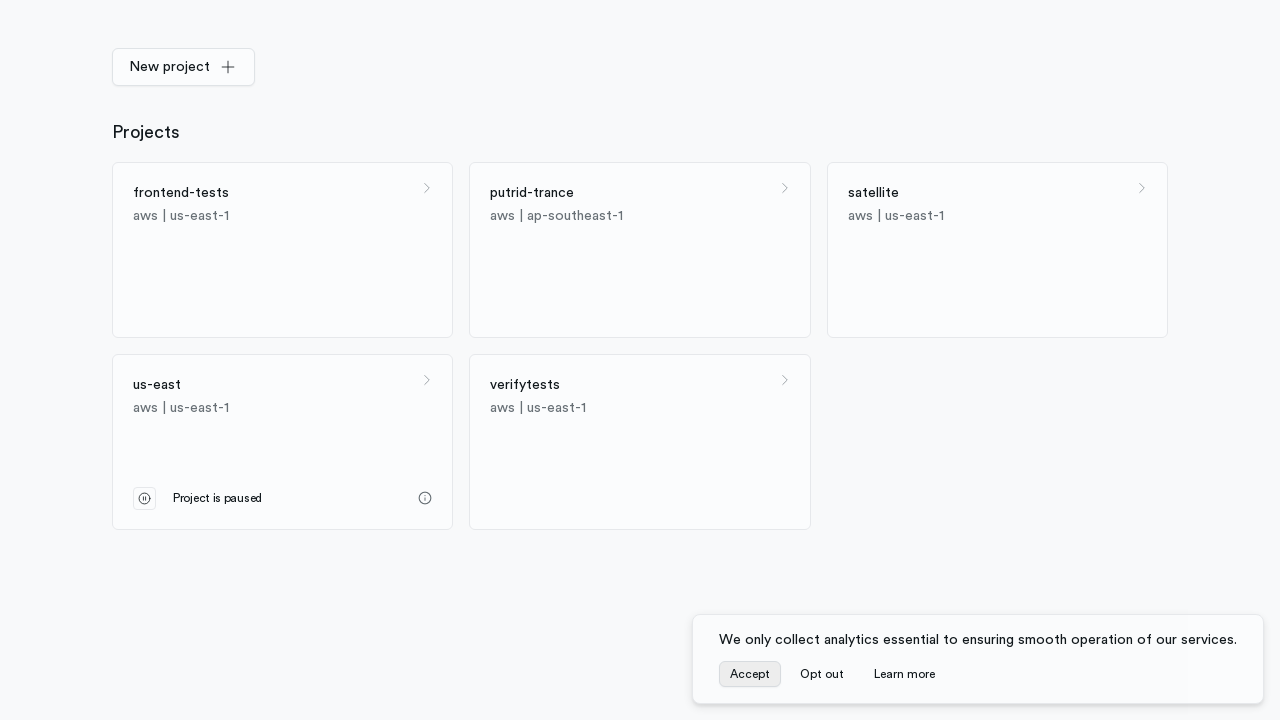 New project
Projects
frontend-tests
aws | us-east-1
putrid-trance
aws | ap-southeast-1
satellite
aws | us-east-1
us-east
aws | us-east-1
Project is paused
verifytests
aws | us-east-1
We only collect analytics essential to ensuring smooth operation of our services.
Accept Opt out Learn more